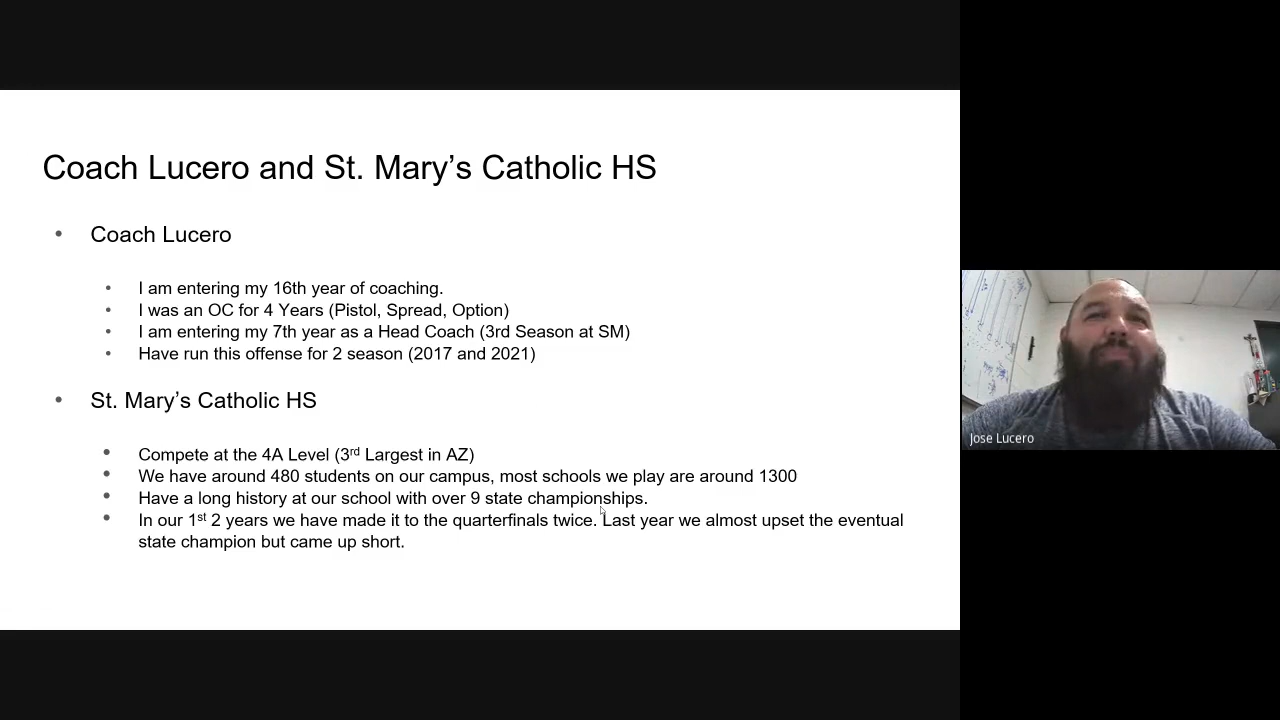 Coach Lucero and St. Mary’s Catholic HS
• Coach Lucero
• I am entering my 16th year of coaching.
• I was an OC for 4 Years (Pistol, Spread, Option)
• I am entering my 7th year as a Head Coach (3rd Season at SM)
• Have run this offense for 2 season (2017 and 2021)
• St. Mary’s Catholic HS
• Compete at the 4A Level (3rd Largest in AZ)
• We have around 480 students on our campus, most schools we play are around 1300
• Have a long history at our school with over 9 state championships.
• In our 1st 2 years we have made it to the quarterfinals twice. Last year we almost upset the eventual
state champion but came up short.
Jose Lucero